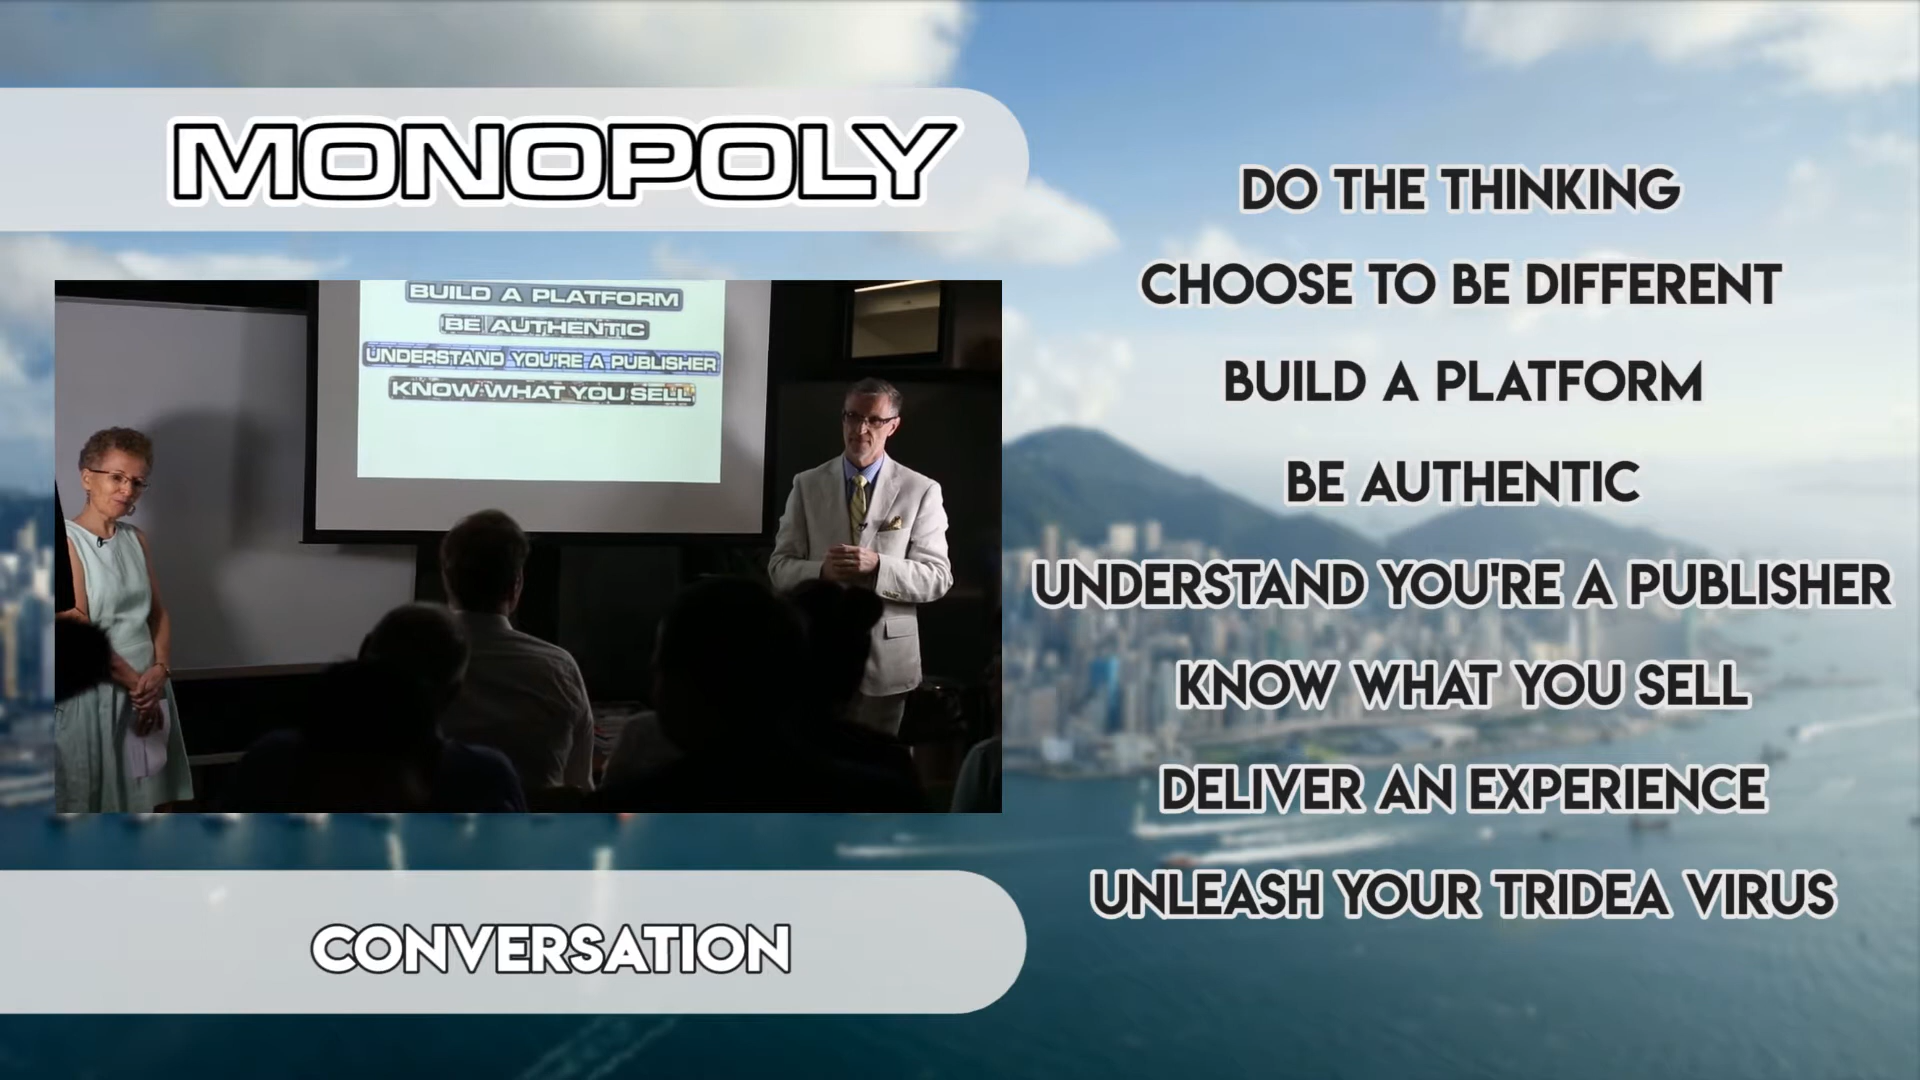 MONOPOLY
BUILD A PLATFORM
BE AUTHENTIC
UNDERSTAND YOU'RE A PUBLISHER
KNOW WHAT YOU SELL
CONVERSATION
DO THE THINKING
CHOOSE TO BE DIFFERENT
BUILD A PLATFORM
BE AUTHENTIC
UNDERSTAND YOU'RE A PUBLISHER
KNOW WHAT YOU SELL
DELIVER AN EXPERIENCE
UNLEASH YOUR TRIDEA VIRUS